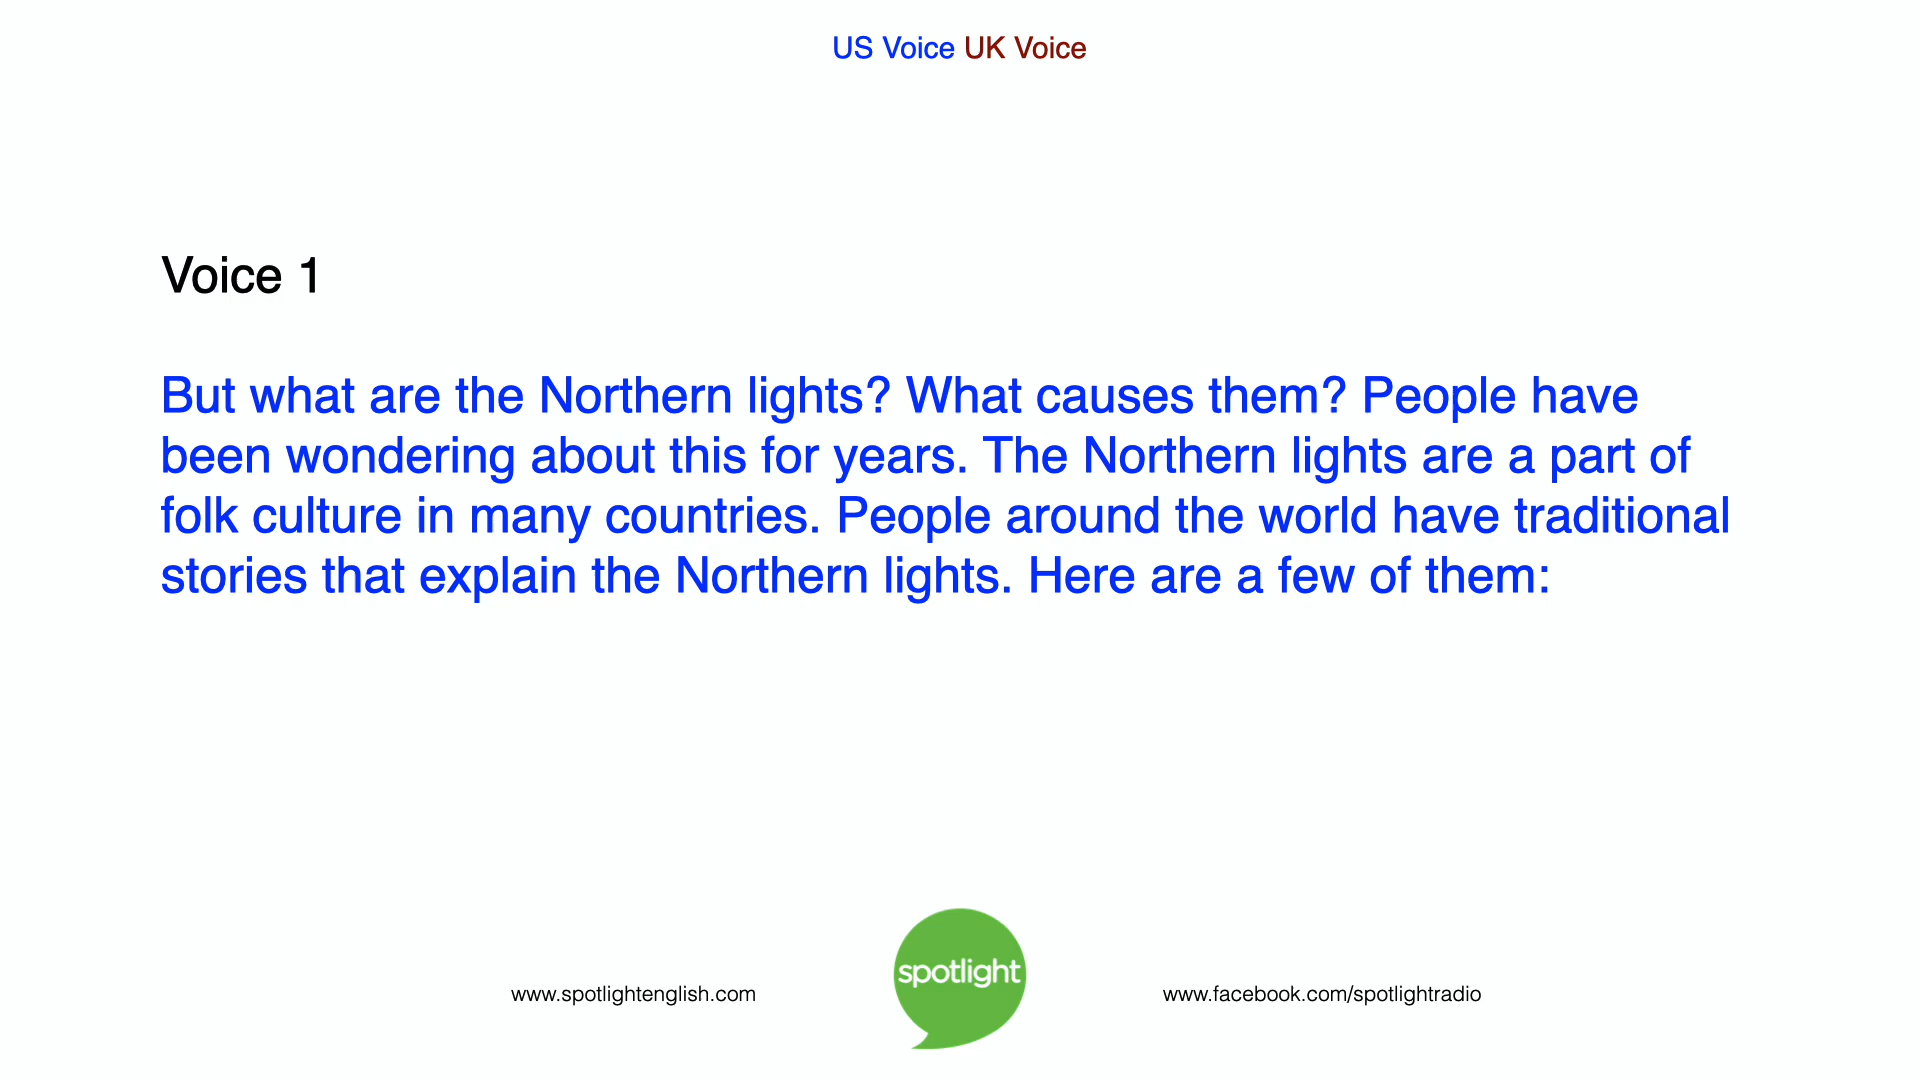 US Voice UK Voice
Voice 1
But what are the Northern lights? What causes them? People have
been wondering about this for years. The Northern lights are a part of
folk culture in many countries. People around the world have traditional
stories that explain the Northern lights. Here are a few of them:
spotlight
www.spotlightenglish.com
www.facebook.com/spotlightradio